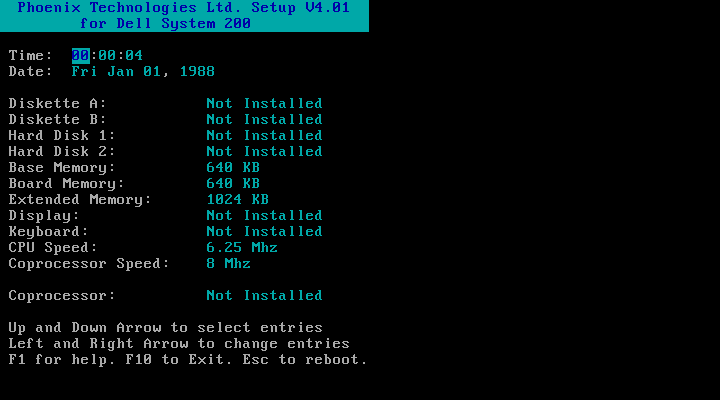 Phoenix Technologies Ltd. Setup V4.01
for Dell System 200
Time: 00:00:04
Date: Fri Jan 01, 1988
Diskette A: Not Installed
Diskette B: Not Installed
Hard Disk 1: Not Installed
Hard Disk 2: Not Installed
Base Memory: 640 KB
Board Memory: 640 KB
Extended Memory: 1024 KB
Display: Not Installed
Keyboard: Not Installed
CPU Speed: 6.25 Mhz
Coprocessor Speed: 8 Mhz
Coprocessor: Not Installed
Up and Down Arrow to select entries
Left and Right Arrow to change entries
F1 for help. F10 to Exit. Esc to reboot.